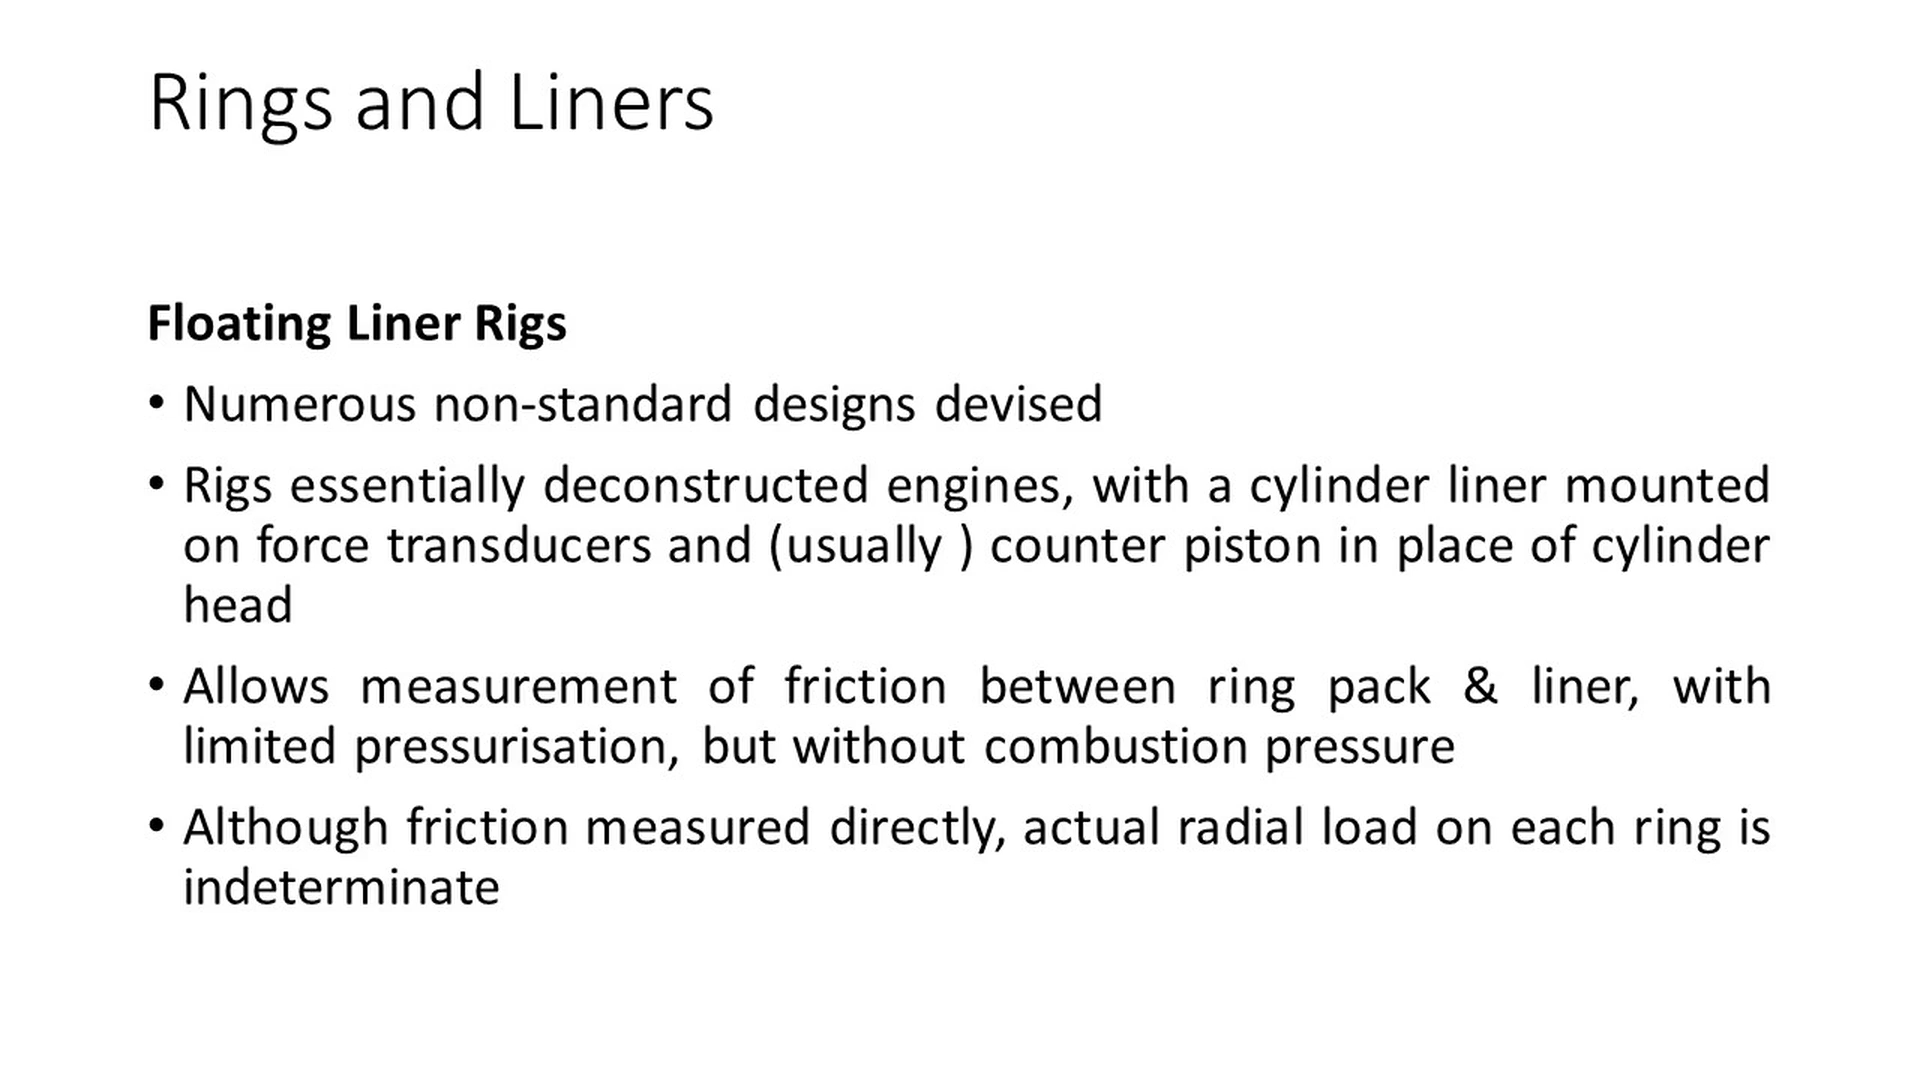 Rings and Liners
Floating Liner Rigs
• Numerous non-standard designs devised
• Rigs essentially deconstructed engines, with a cylinder liner mounted
on force transducers and (usually ) counter piston in place of cylinder
head
• Allows measurement of friction between ring pack & liner, with
limited pressurisation, but without combustion pressure
• Although friction measured directly, actual radial load on each ring is
indeterminate